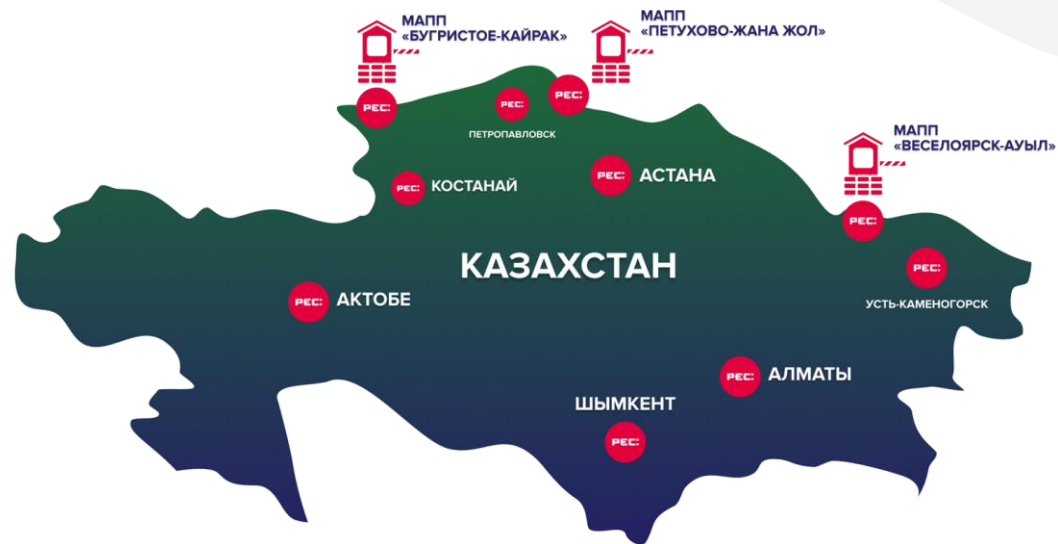 МАПП
«БУГРИСТОЕ-КАЙРАК»
МАПП
«ПЕТУХОВО-ЖАНА ЖОЛ»
РЕС:
РЕС:
РЕС:
ПЕТРОПАВЛОВСК
МАПП
«ВЕСЕЛОЯРСК-АУЫЛ»
РЕС: КОСТАНАЙ
РЕС: АСТАНА
РЕС:
КАЗАХСТАН
РЕС:
УСТЬ-КАМЕНОГОРСК
РЕС: АКТОБЕ
РЕС: АЛМАТЫ
ШЫМКЕНТ
РЕС: